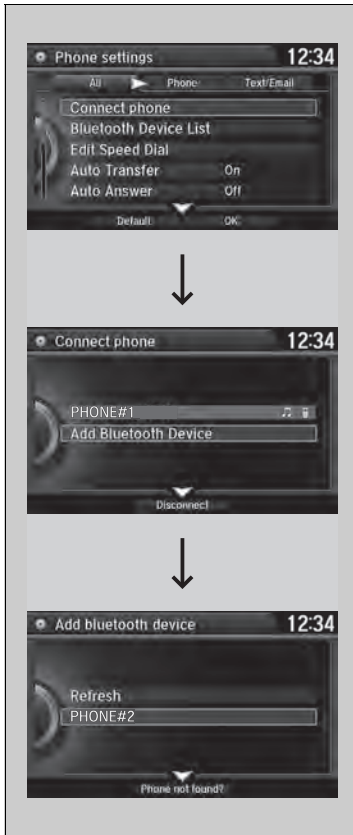 Phone settings 12:34
All Phone Text/Email
Connect phone
Bluetooth Device List
Edit Speed Dial
Auto Transfer On
Auto Answer Off
Default OK
Connect phone 12:34
PHONE#1
Add Bluetooth Device
Disconnect
Add bluetooth device 12:34
Refresh
PHONE#2
Phone not found?